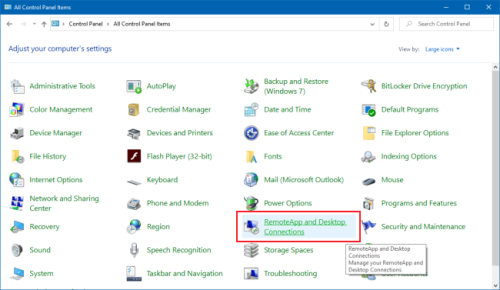 All Control Panel Items
Control Panel > All Control Panel Items
Search Control Panel
Adjust your computer's settings
View by: Large icons
Administrative Tools
AutoPlay
Backup and Restore
(Windows 7)
BitLocker Drive Encryption
Color Management
Credential Manager
Date and Time
Default Programs
Device Manager
Devices and Printers
Ease of Access Center
File Explorer Options
File History
Flash Player (32-bit)
Fonts
Indexing Options
Internet Options
Keyboard
Mail (Microsoft Outlook)
Mouse
Network and Sharing
Center
Phone and Modem
Power Options
Programs and Features
Recovery
Region
RemoteApp and Desktop
Connections
Security and Maintenance
Sound
Speech Recognition
Storage Spaces
RemoteApp and Desktop
Connections
Manage your RemoteApp and
Desktop Connections
System
Taskbar and Navigation
Troubleshooting